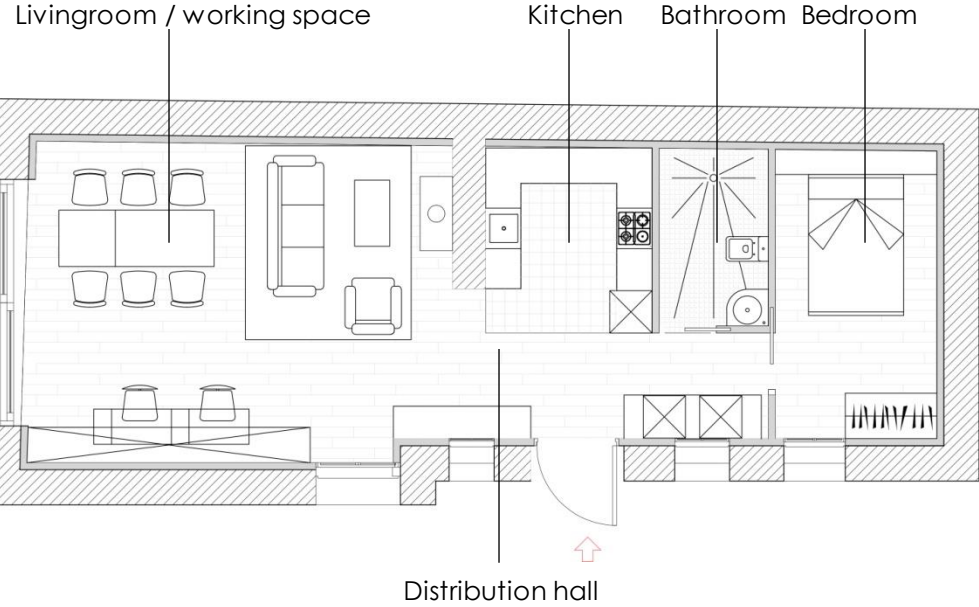 Livingroom / working space
Kitchen
Bathroom
Bedroom
Distribution hall